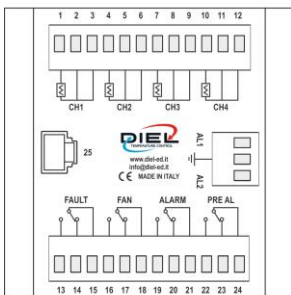 1 2 3 4 5 6 7 8 9 10 11 12
CH1 CH2 CH3 CH4
25
DIEL
TEMPERATURE CONTROL
www.diel-ed.it
info@diel-ed.it
CE MADE IN ITALY
AL1
AL2
FAULT FAN ALARM PRE AL
13 14 15 16 17 18 19 20 21 22 23 24